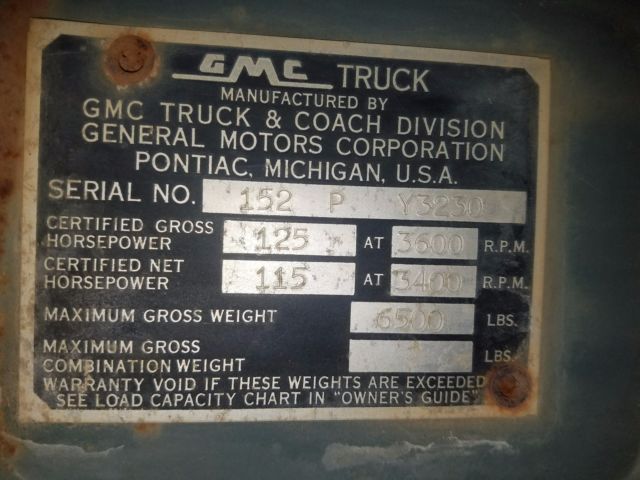 GMC TRUCK
MANUFACTURED BY
GMC TRUCK & COACH DIVISION
GENERAL MOTORS CORPORATION
PONTIAC, MICHIGAN, U.S.A.
SERIAL NO. 152 P Y3230
CERTIFIED GROSS HORSEPOWER 125 AT 3600 R.P.M.
CERTIFIED NET HORSEPOWER 115 AT 3400 R.P.M.
MAXIMUM GROSS WEIGHT 6500 LBS.
MAXIMUM GROSS COMBINATION WEIGHT LBS.
WARRANTY VOID IF THESE WEIGHTS ARE EXCEEDED
SEE LOAD CAPACITY CHART IN "OWNER'S GUIDE"